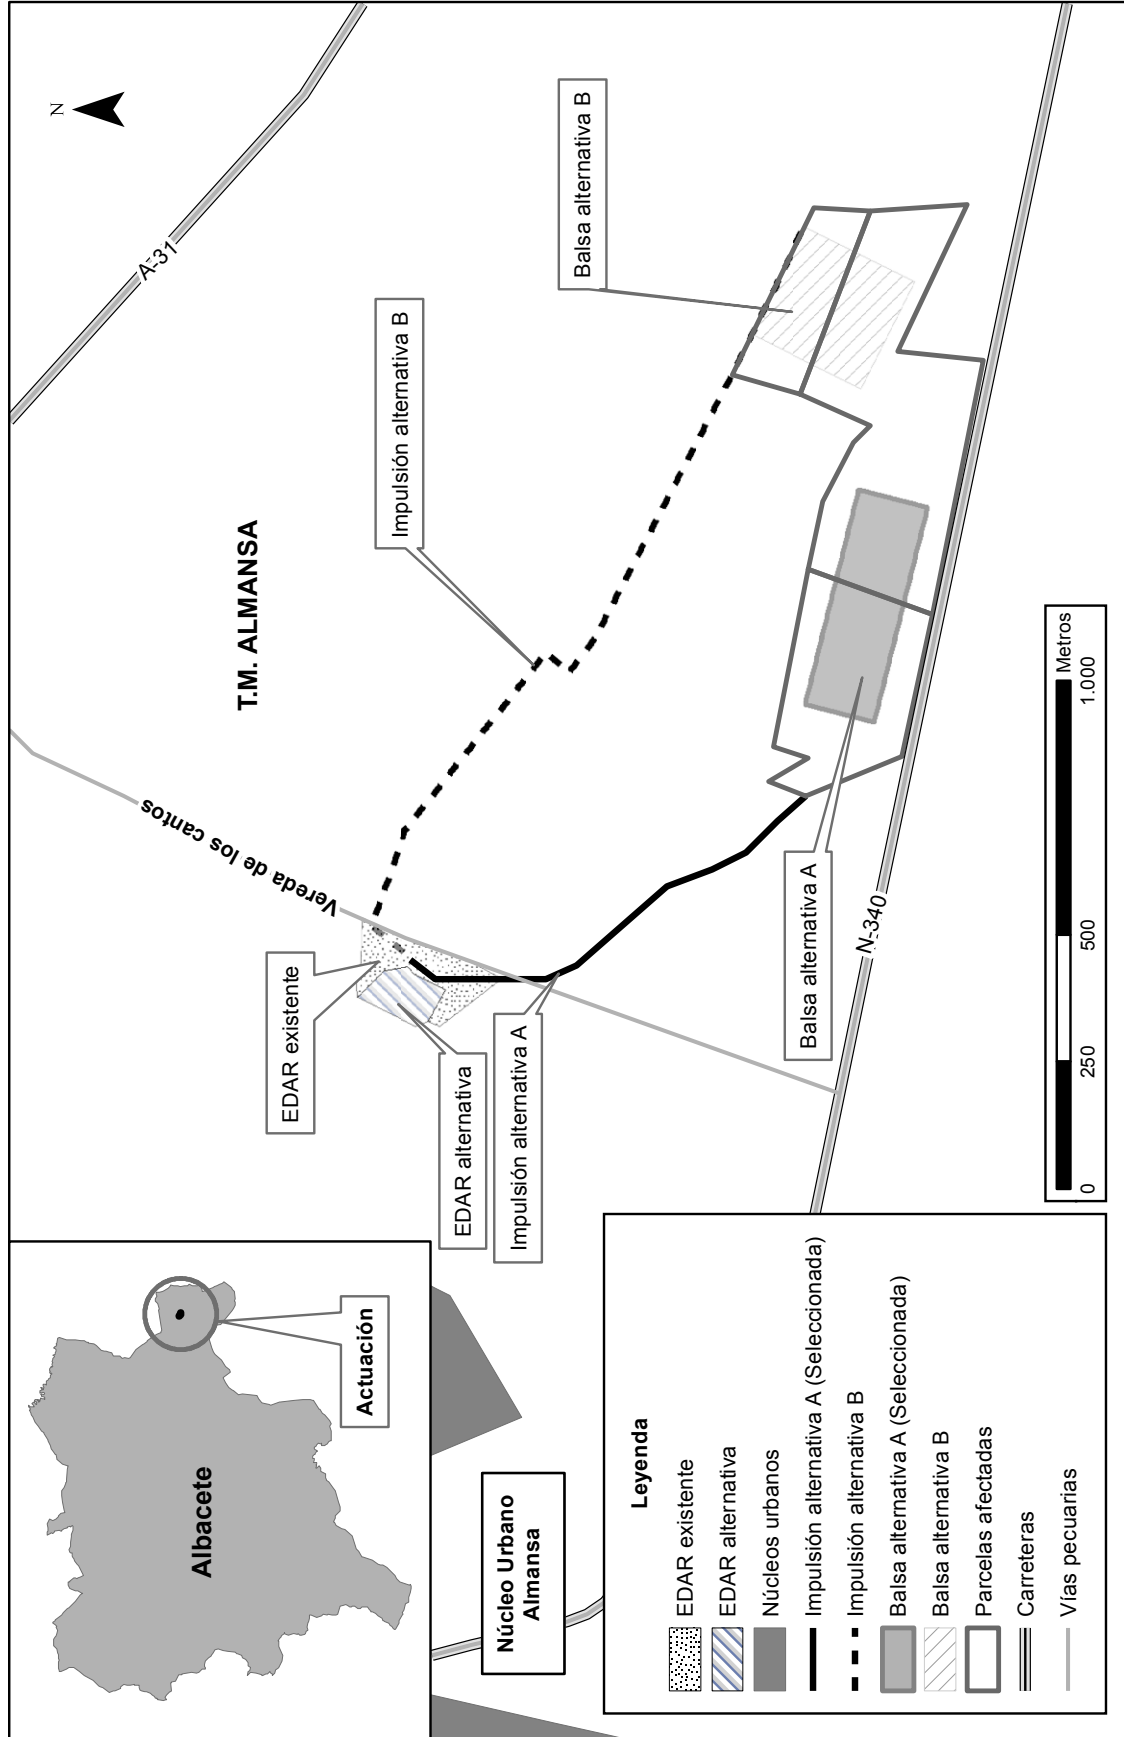 Albacete
Actuación
Núcleo Urbano
Almansa
EDAR existente
EDAR alternativa
Impulsión alternativa A
Vereda de los cantos
T.M. ALMANSA
Impulsión alternativa B
A-31
N
Balsa alternativa B
Balsa alternativa A
N-340
Leyenda
EDAR existente
EDAR alternativa
Núcleos urbanos
Impulsión alternativa A (Seleccionada)
Impulsión alternativa B
Balsa alternativa A (Seleccionada)
Balsa alternativa B
Parcelas afectadas
Carreteras
Vías pecuarias
0 250 500 1.000
Metros